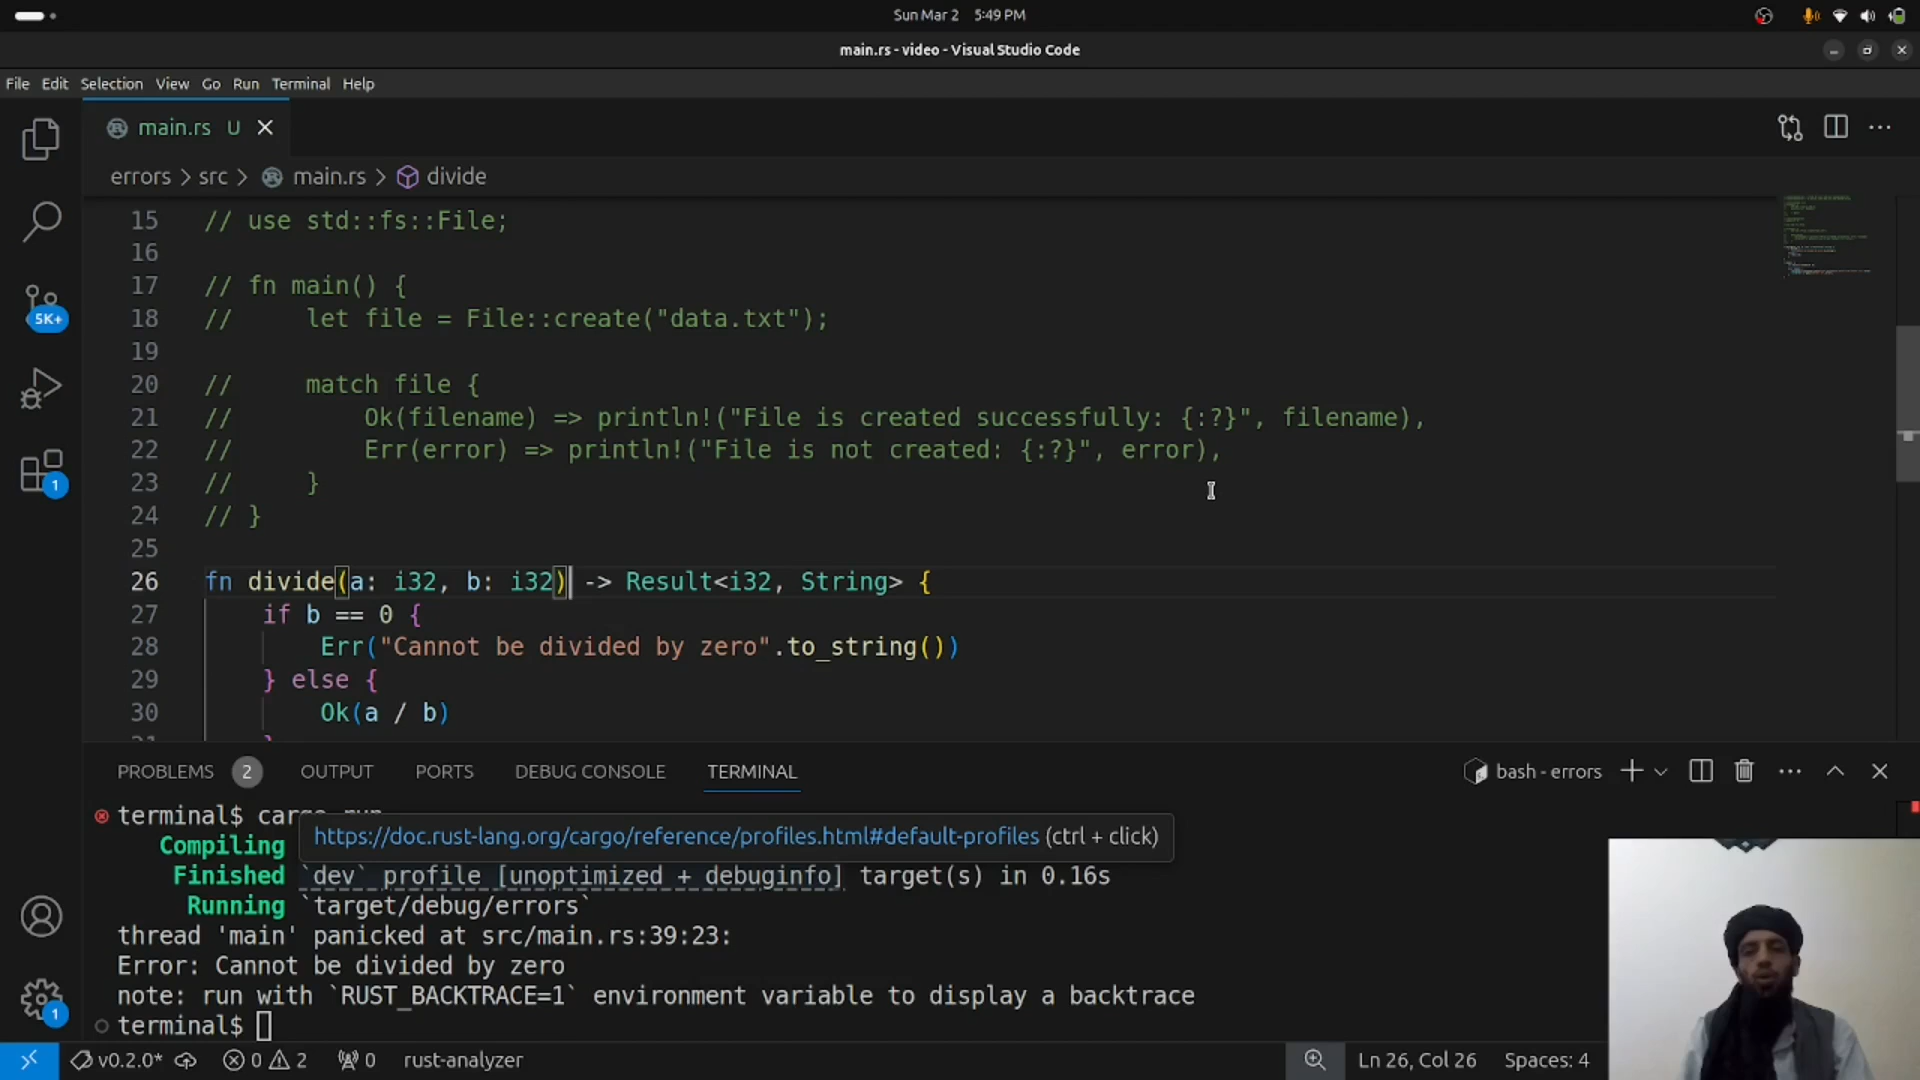 Sun Mar 2 5:49 PM
main.rs - video - Visual Studio Code
File Edit Selection View Go Run Terminal Help
main.rs U
errors > src > main.rs > divide
15 // use std::fs::File;
16
17 // fn main() {
18 //     let file = File::create("data.txt");
19
20 //     match file {
21 //         Ok(filename) => println!("File is created successfully: {:?}", filename),
22 //         Err(error) => println!("File is not created: {:?}", error),
23 //     }
24 // }
25
26 fn divide(a: i32, b: i32) -> Result<i32, String> {
27     if b == 0 {
28         Err("Cannot be divided by zero".to_string())
29     } else {
30         Ok(a / b)
31     }
5K+
1
1
PROBLEMS 2 OUTPUT PORTS DEBUG CONSOLE TERMINAL
bash - errors
terminal$ cargo run
https://doc.rust-lang.org/cargo/reference/profiles.html#default-profiles (ctrl + click)
Compiling
Finished `dev` profile [unoptimized + debuginfo] target(s) in 0.16s
Running `target/debug/errors`
thread 'main' panicked at src/main.rs:39:23:
Error: Cannot be divided by zero
note: run with `RUST_BACKTRACE=1` environment variable to display a backtrace
terminal$
v0.2.0* 0 2 0 rust-analyzer Ln 26, Col 26 Spaces: 4